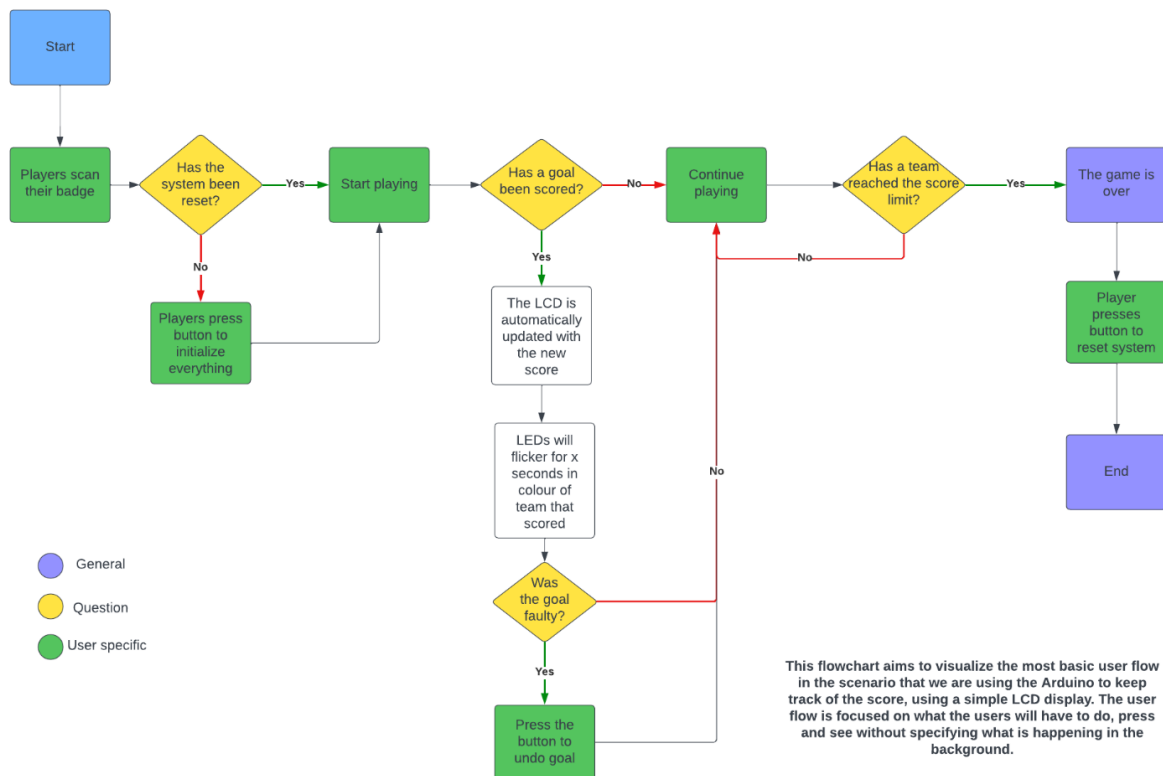 Start
Players scan
their badge
Has the
system been
reset?
Yes
No
Players press
button to
initialize
everything
Start playing
Has a goal
been scored?
No
Yes
The LCD is
automatically
updated with
the new
score
LEDs will
flicker for x
seconds in
colour of
team that
scored
Was
the goal
faulty?
No
Yes
Press the
button to
undo goal
Continue
playing
Has a team
reached the score
limit?
No
Yes
The game is
over
Player
presses
button to
reset system
End
General
Question
User specific
This flowchart aims to visualize the most basic user flow
in the scenario that we are using the Arduino to keep
track of the score, using a simple LCD display. The user
flow is focused on what the users will have to do, press
and see without specifying what is happening in the
background.